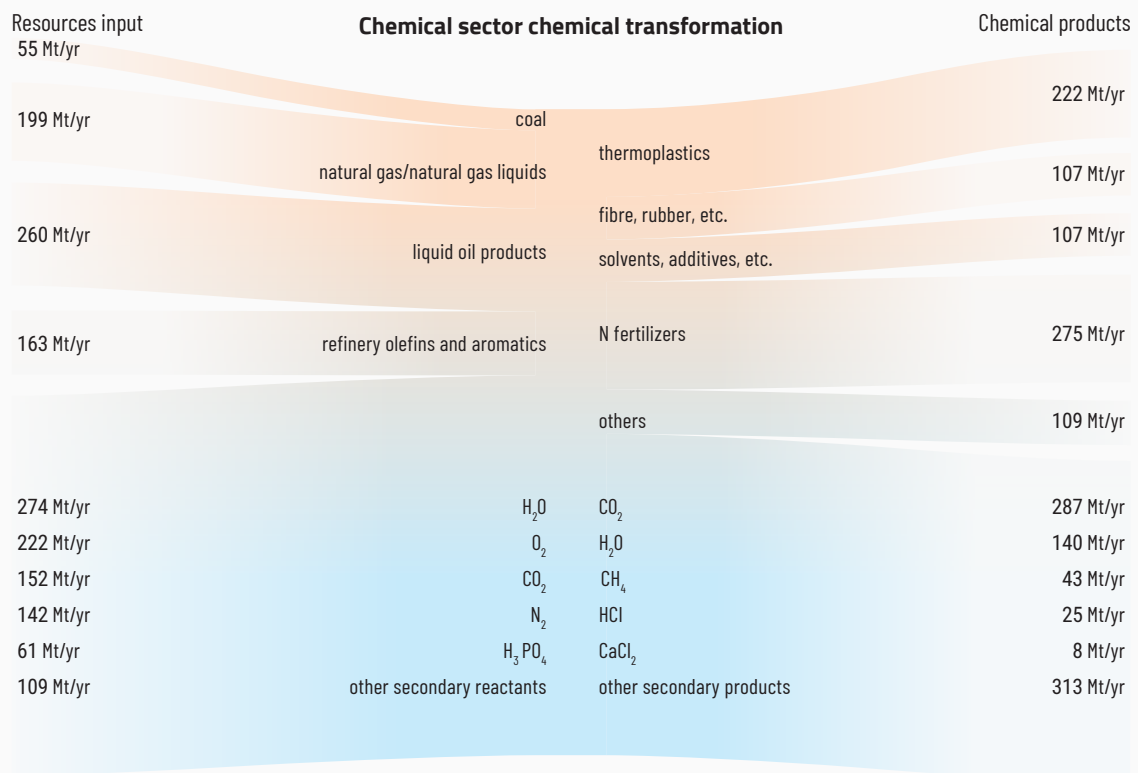 Resources input
Chemical sector chemical transformation
Chemical products
55 Mt/yr
coal
199 Mt/yr
natural gas/natural gas liquids
260 Mt/yr
liquid oil products
163 Mt/yr
refinery olefins and aromatics
thermoplastics
222 Mt/yr
fibre, rubber, etc.
107 Mt/yr
solvents, additives, etc.
107 Mt/yr
N fertilizers
275 Mt/yr
others
109 Mt/yr
274 Mt/yr H₂O CO₂ 287 Mt/yr
222 Mt/yr O₂ H₂O 140 Mt/yr
152 Mt/yr CO₂ CH₄ 43 Mt/yr
142 Mt/yr N₂ HCl 25 Mt/yr
61 Mt/yr H₃PO₄ CaCl₂ 8 Mt/yr
109 Mt/yr other secondary reactants other secondary products 313 Mt/yr